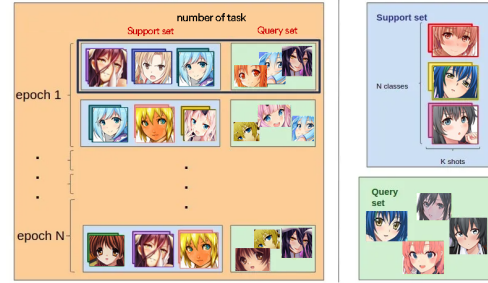 number of task
Support set
Query set
epoch 1
epoch N
Support set
N classes
K shots
Query
set